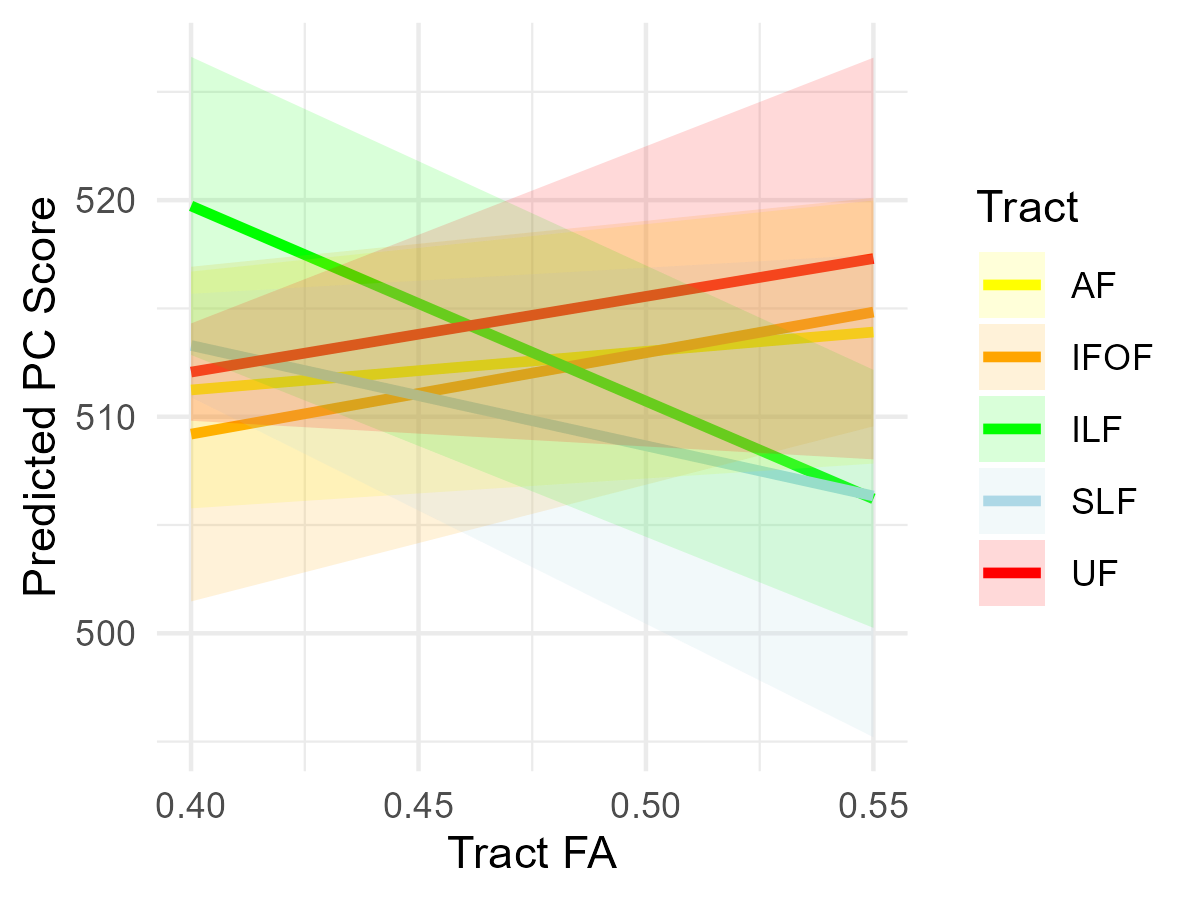 Predicted PC Score
520
510
500
0.40 0.45 0.50 0.55
Tract FA
Tract
AF
IFOF
ILF
SLF
UF